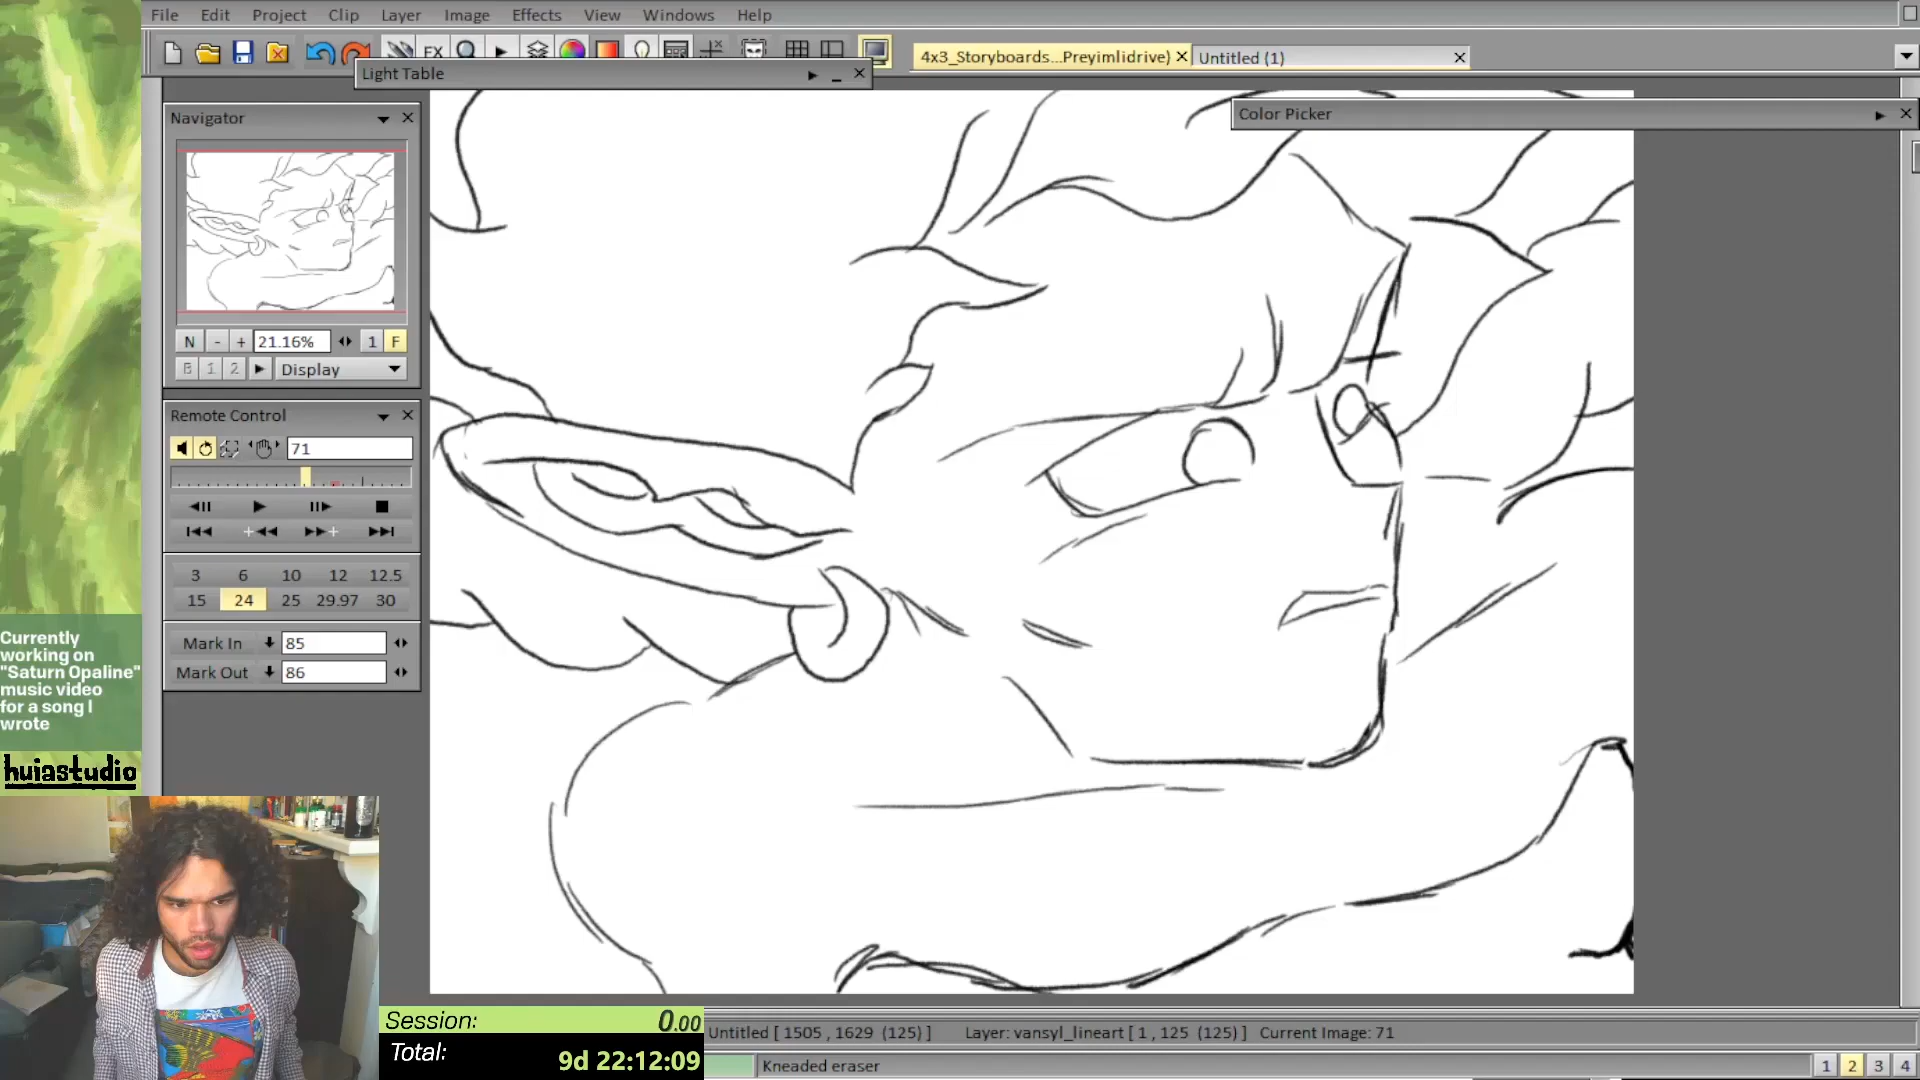 File Edit Project Clip Layer Image Effects View Windows Help
FX
4x3_Storyboards...Preyimlidrive) Untitled (1)
Light Table
Color Picker
Navigator
N - + 21.16% 1 F
B 1 2 Display
Remote Control
71
3 6 10 12 12.5
15 24 25 29.97 30
Mark In 85
Mark Out 86
Currently
working on
"Saturn Opaline"
music video
for a song I
wrote
huiastudio
Session: 0.00
Total: 9d 22:12:09
Untitled [ 1505 , 1629 (125) ] Layer: vansyl_lineart [ 1 , 125 (125) ] Current Image: 71
Kneaded eraser
1 2 3 4